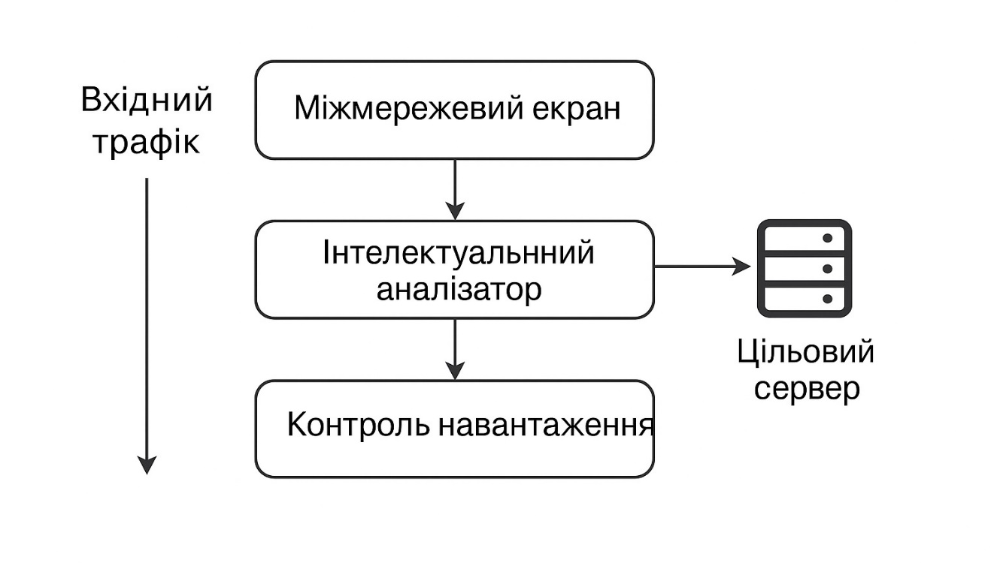 Вхідний
трафік
Міжмережевий екран
Інтелектуальнний
аналізатор
Контроль навантаження
Цільовий
сервер